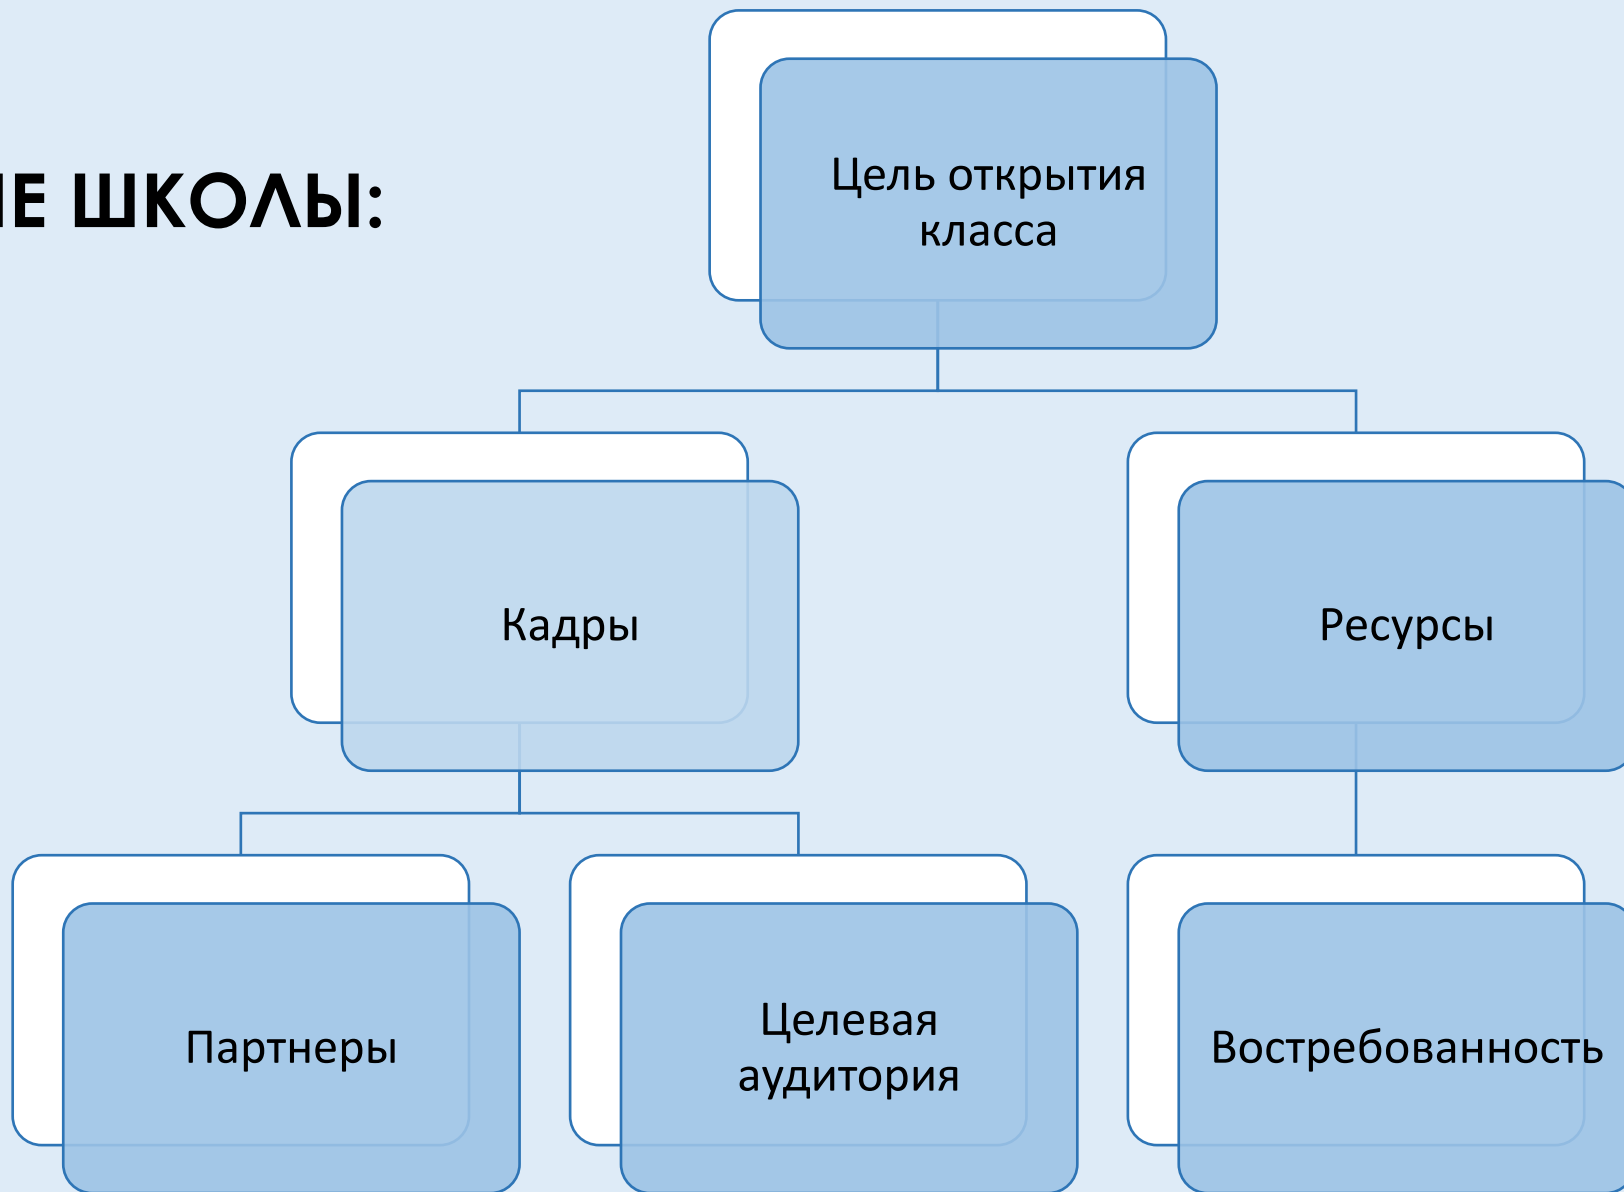 Цель открытия
класса
ШКОЛЫ:
Кадры
Ресурсы
Партнеры
Целевая
аудитория
Востребованность